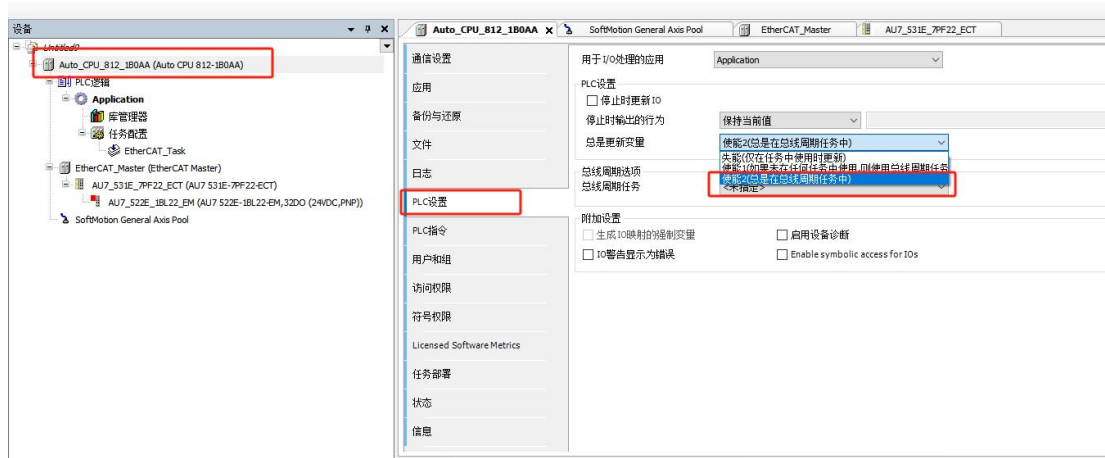 设备
Untitled0
Auto_CPU_812_1B0AA (Auto CPU 812-1B0AA)
PLC逻辑
Application
库管理器
任务配置
EtherCAT_Task
EtherCAT_Master (EtherCAT Master)
AU7_531E_7PF22_ECT (AU7 531E-7PF22-ECT)
AU7_522E_1BL22_EM (AU7 522E-1BL22-EM,32DO (24VDC,PNP))
SoftMotion General Axis Pool
Auto_CPU_812_1B0AA
SoftMotion General Axis Pool
EtherCAT_Master
AU7_531E_7PF22_ECT
通信设置
应用
备份与还原
文件
日志
PLC设置
PLC指令
用户和组
访问权限
符号权限
Licensed Software Metrics
任务部署
状态
信息
用于I/O处理的应用 Application
PLC设置
停止时更新IO
停止时输出的行为 保持当前值
总是更新变量 使能2(总是在总线周期任务中)
失能(仅在任务中使用时更新)
使能1(如果未在任何任务中使用,则使用总线周期任务
使能2(总是在总线周期任务中)
总线周期选项
总线周期任务 <未指定>
附加设置
生成IO映射的强制变量 启用设备诊断
IO警告显示为错误 Enable symbolic access for IOs